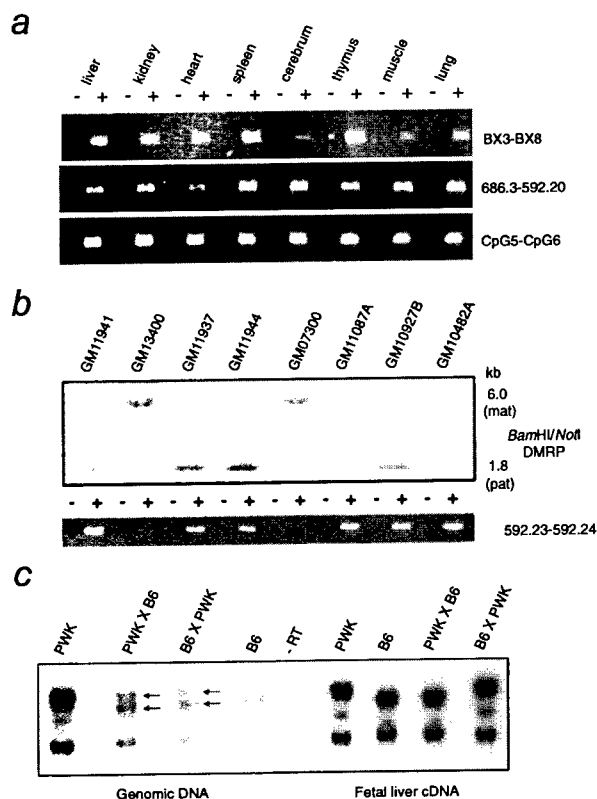 a
liver kidney heart spleen cerebrum thymus muscle lung
- + - + - + - + - + - + - + - +
BX3-BX8
686.3-592.20
CpG5-CpG6
b
GM11941 GM13400 GM11937 GM11944 GM07300 GM11087A GM10927B GM10482A
kb
6.0
(mat)
BamHI/NotI
DMRP
1.8
(pat)
- + - + - + - + - + - + - + - +
592.23-592.24
c
PWK PWK X B6 B6 X PWK B6 - RT PWK B6 PWK X B6 B6 X PWK
Genomic DNA Fetal liver cDNA